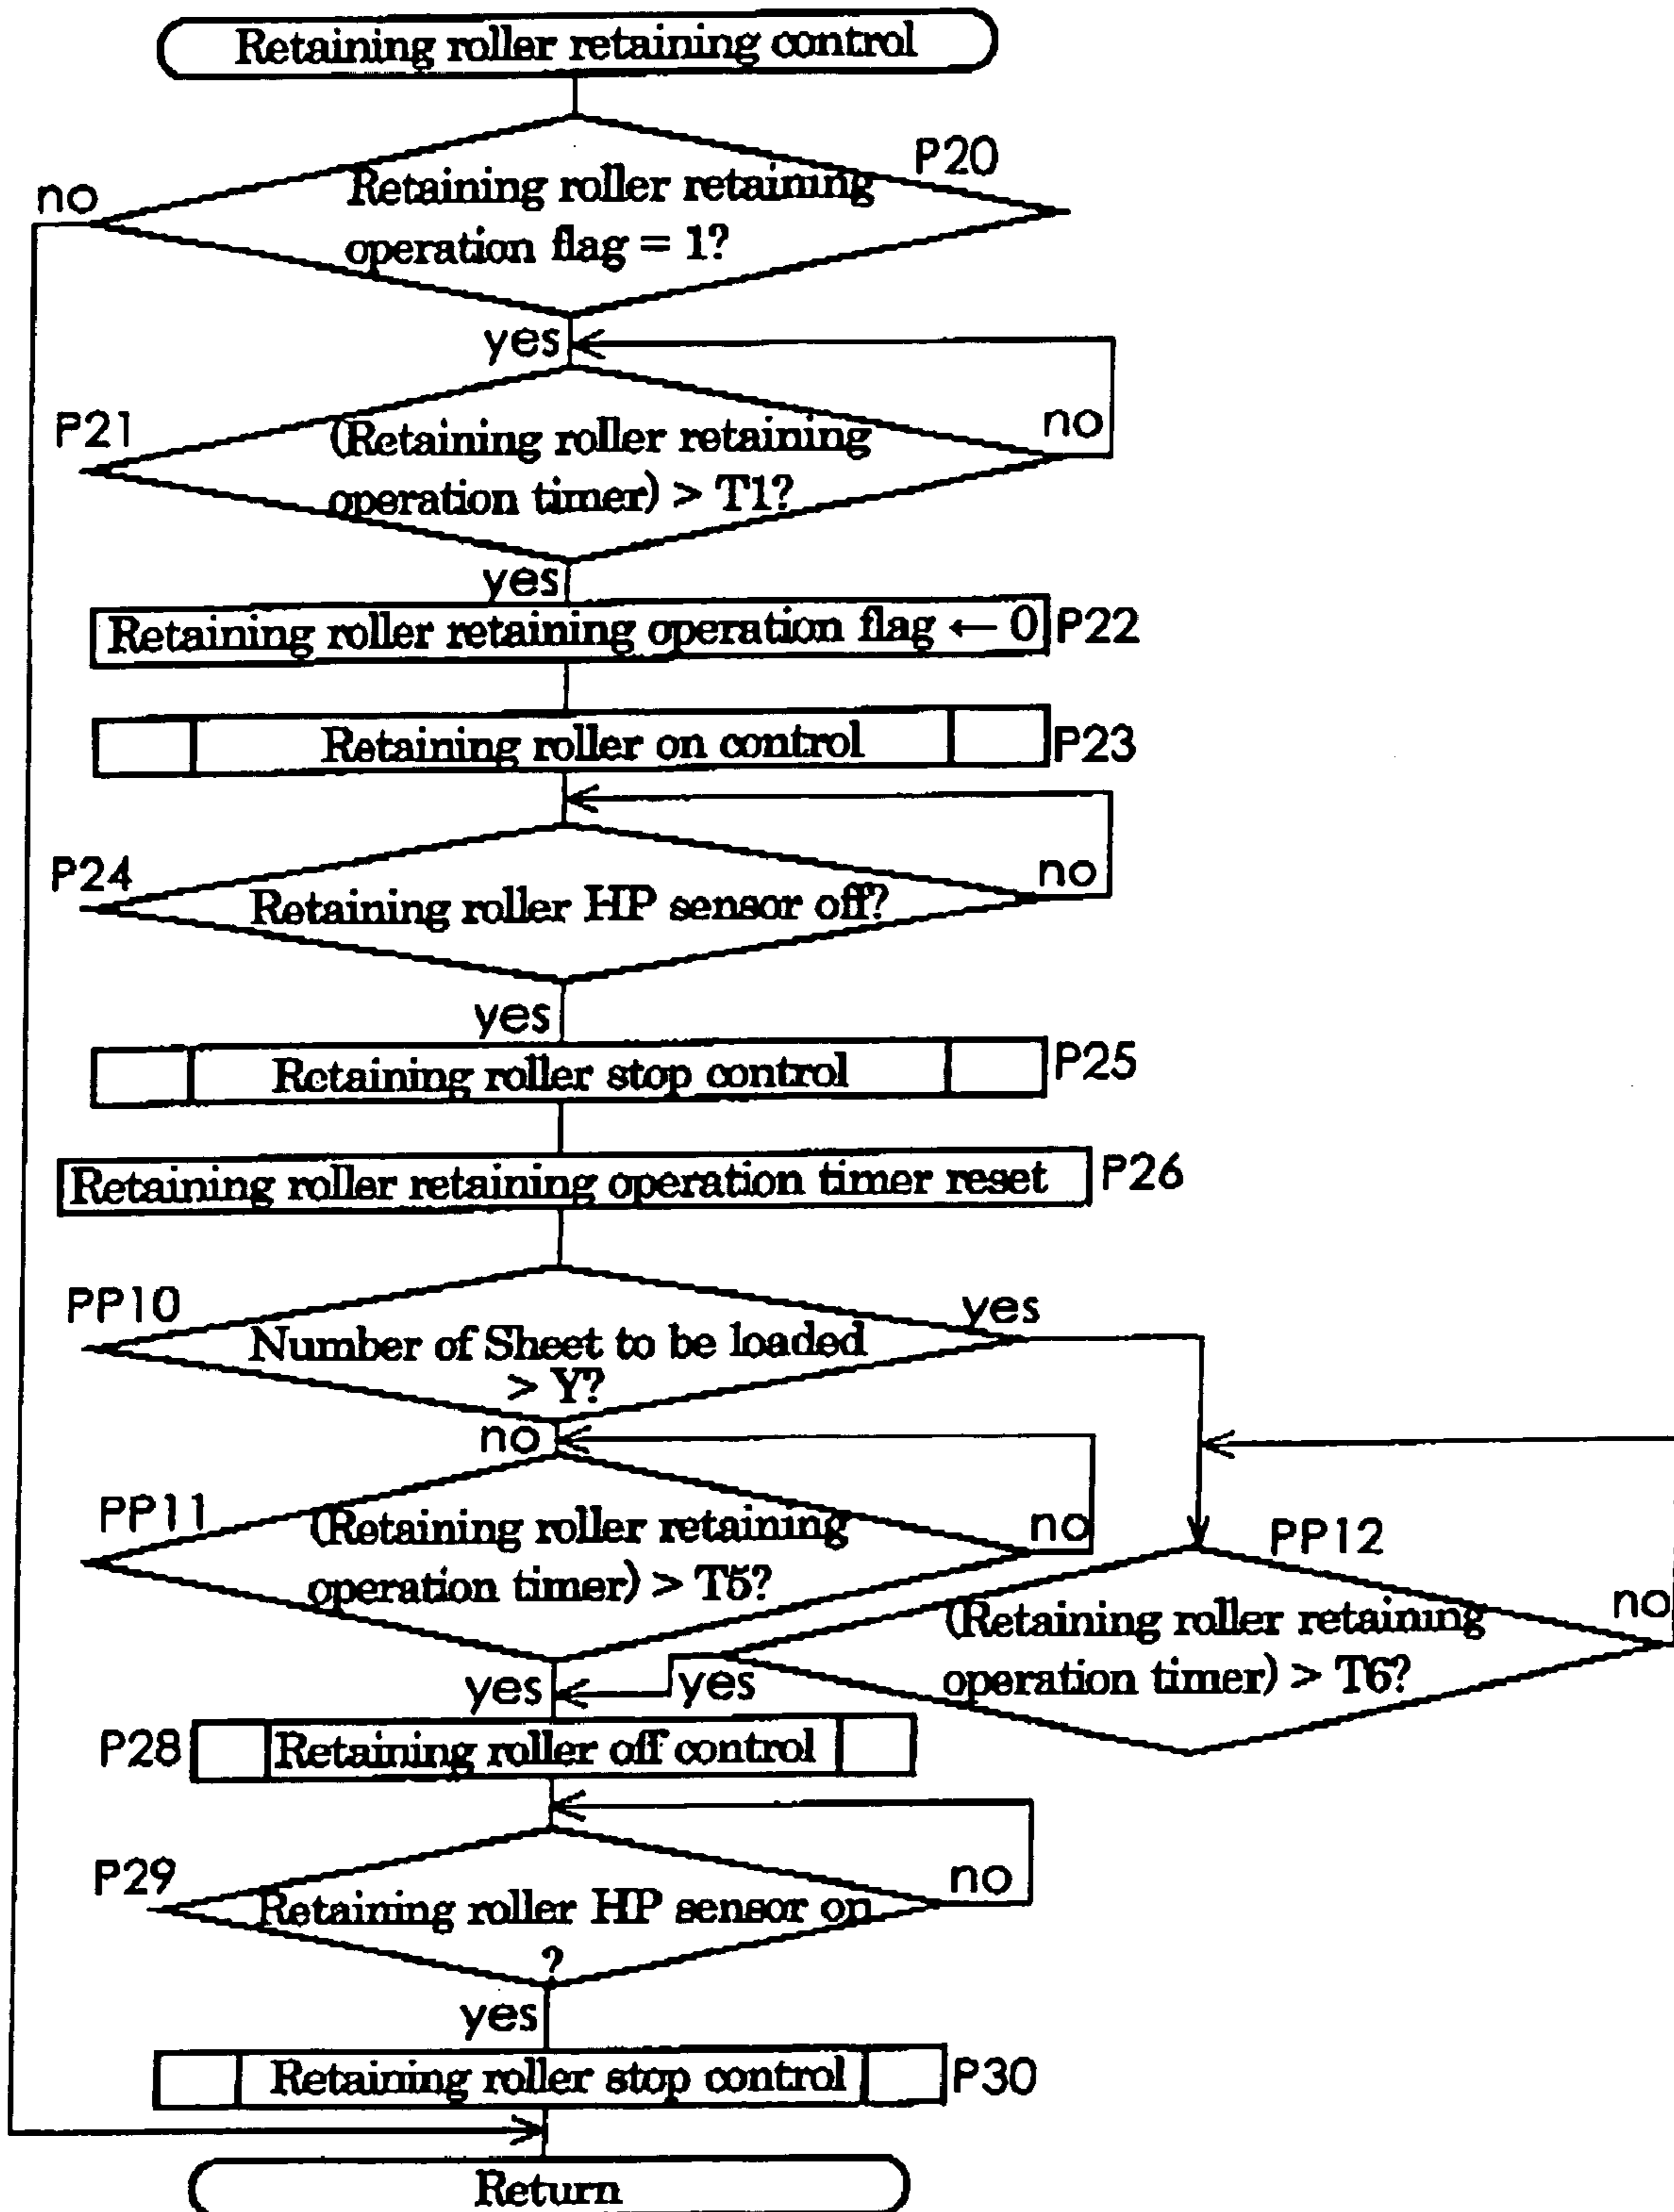 Retaining roller retaining control
P20
no
Retaining roller retaining
operation flag = 1?
yes
P21
(Retaining roller retaining
operation timer) > T1?
no
yes
Retaining roller retaining operation flag ← 0
P22
Retaining roller on control
P23
P24
Retaining roller HP sensor off?
no
yes
Retaining roller stop control
P25
Retaining roller retaining operation timer reset
P26
PP10
Number of Sheet to be loaded
> Y?
yes
no
PP11
(Retaining roller retaining
operation timer) > T5?
no
PP12
(Retaining roller retaining
operation timer) > T6?
no
yes
yes
P28
Retaining roller off control
P29
Retaining roller HP sensor on
?
no
yes
Retaining roller stop control
P30
Return